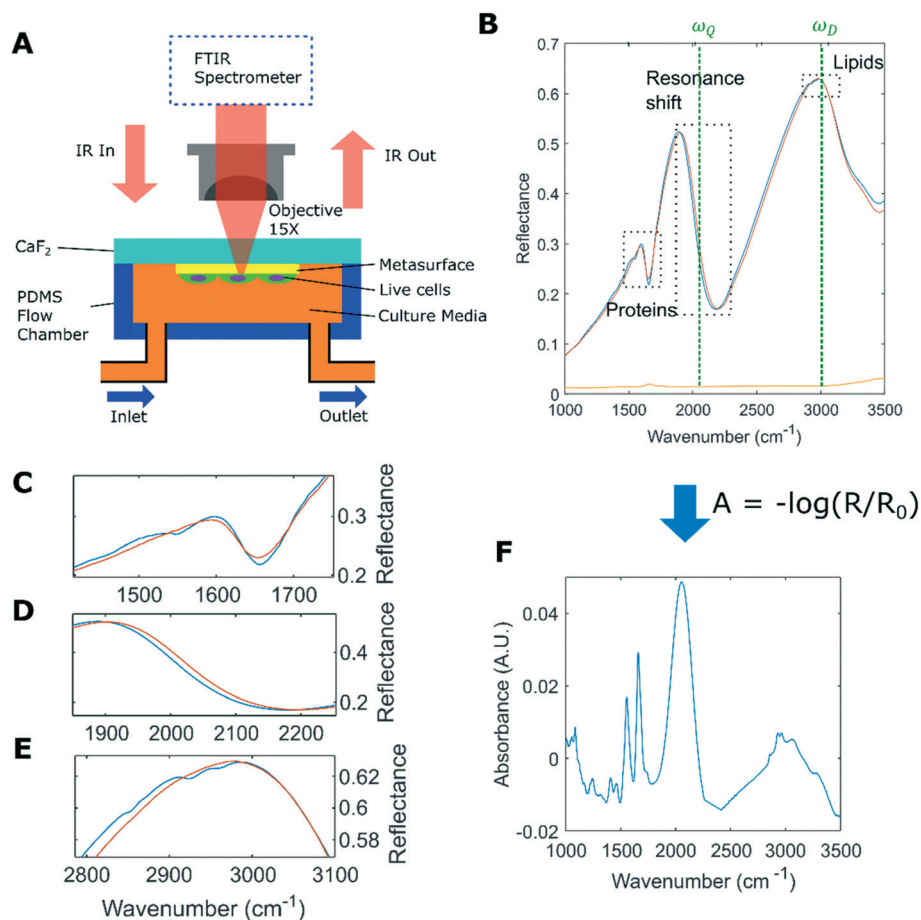 A
FTIR
Spectrometer
IR In
IR Out
Objective
15X
CaF₂
Metasurface
Live cells
Culture Media
PDMS
Flow
Chamber
Inlet
Outlet
B
ω_Q
ω_D
Resonance
shift
Lipids
Proteins
Reflectance
0.7
0.6
0.5
0.4
0.3
0.2
0.1
0
1000 1500 2000 2500 3000 3500
Wavenumber (cm⁻¹)
A = -log(R/R₀)
C
0.3
0.2
Reflectance
1500 1600 1700
D
0.4
0.2
Reflectance
1900 2000 2100 2200
E
0.62
0.6
0.58
Reflectance
2800 2900 3000 3100
Wavenumber (cm⁻¹)
F
0.04
0.02
0
-0.02
Absorbance (A.U.)
1000 1500 2000 2500 3000 3500
Wavenumber (cm⁻¹)